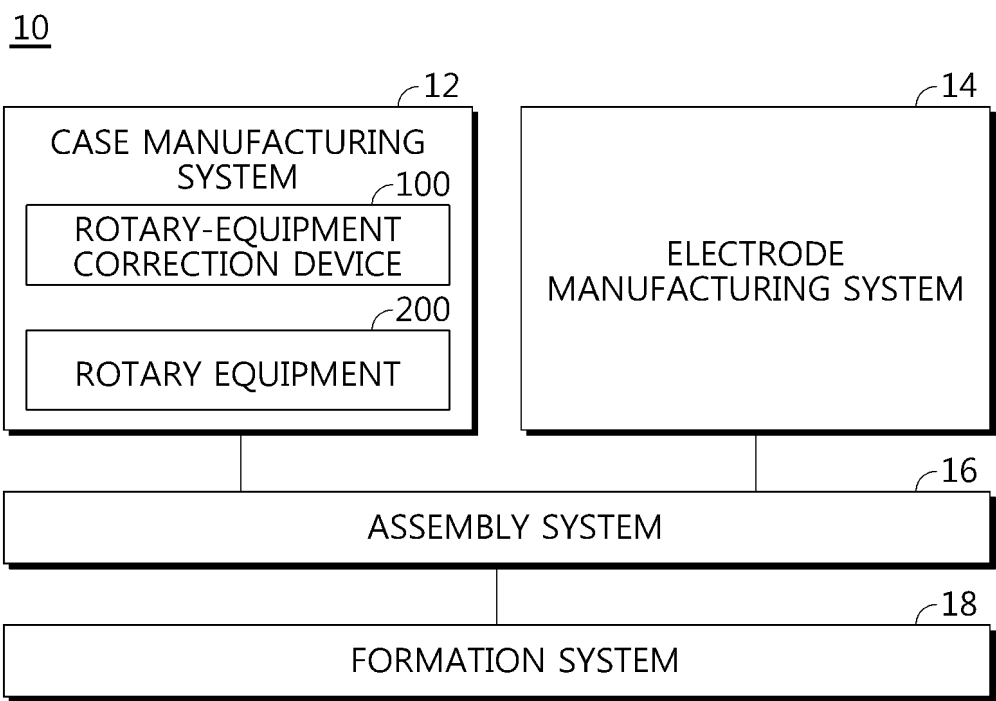 10
12
CASE MANUFACTURING
SYSTEM
100
ROTARY-EQUIPMENT
CORRECTION DEVICE
200
ROTARY EQUIPMENT
14
ELECTRODE
MANUFACTURING SYSTEM
16
ASSEMBLY SYSTEM
18
FORMATION SYSTEM